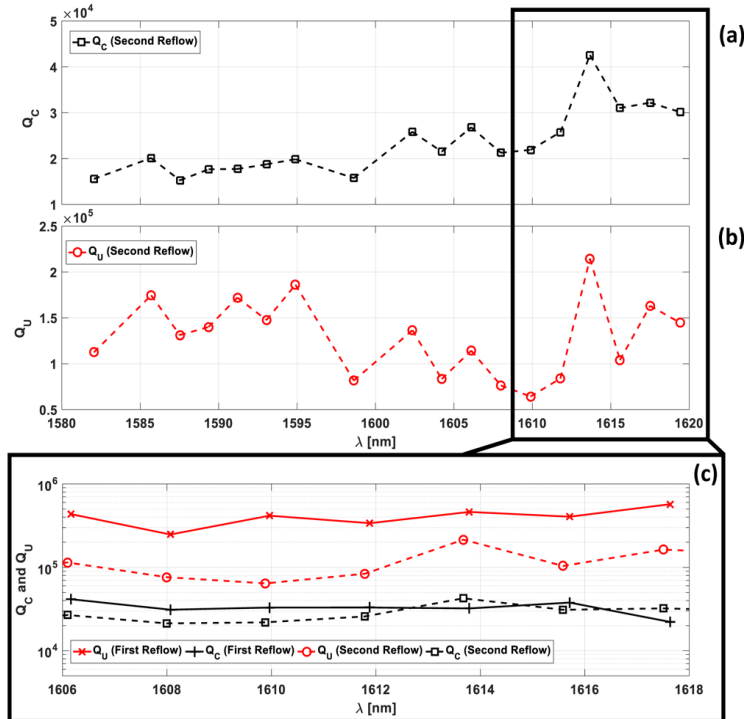 ×10⁴
5
4
3
2
1
Q_C
Q_C (Second Reflow)
(a)
×10⁵
2.5
2
1.5
1
0.5
Q_U
Q_U (Second Reflow)
(b)
1580 1585 1590 1595 1600 1605 1610 1615 1620
λ [nm]
(c)
10⁶
10⁵
10⁴
Q_C and Q_U
Q_U (First Reflow) Q_C (First Reflow) Q_U (Second Reflow) Q_C (Second Reflow)
1606 1608 1610 1612 1614 1616 1618
λ [nm]